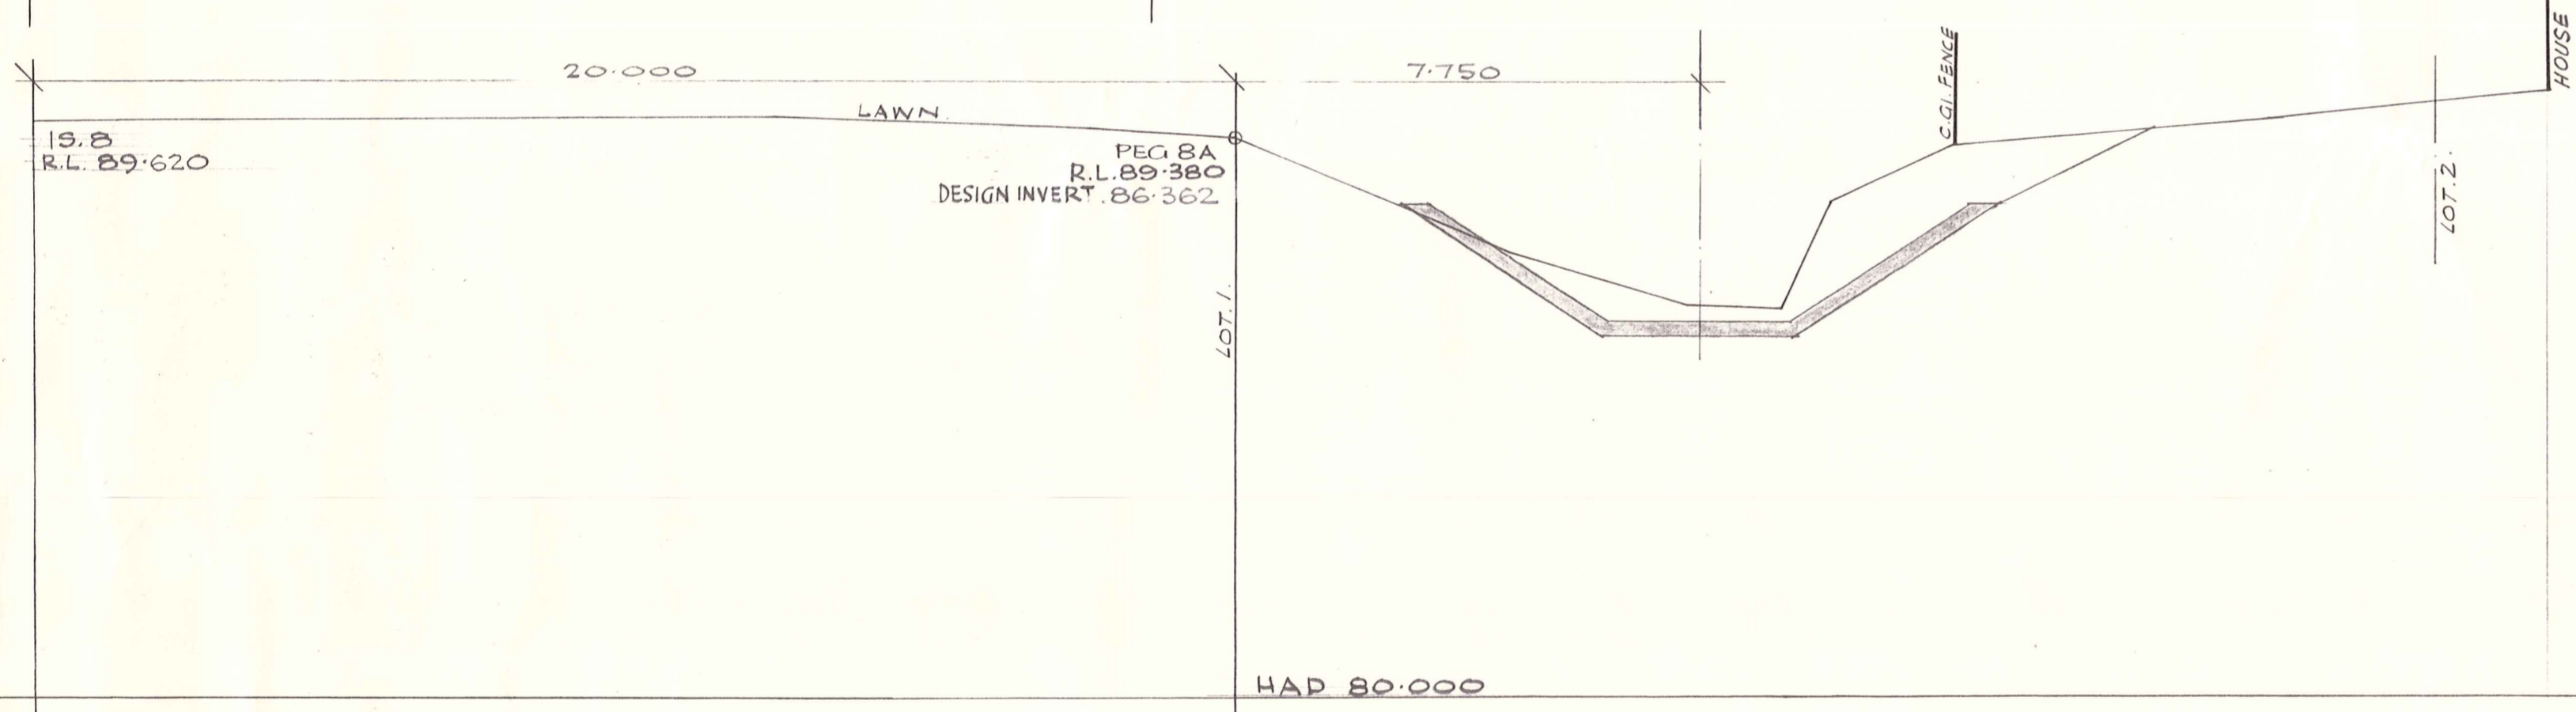 20.000
7.750
C.GI. FENCE
HOUSE
LAWN.
IS.8
R.L. 89.620
PEG 8A
R.L. 89.380
DESIGN INVERT. 86.362
LOT. 1.
LOT. 2.
HAD 80.000